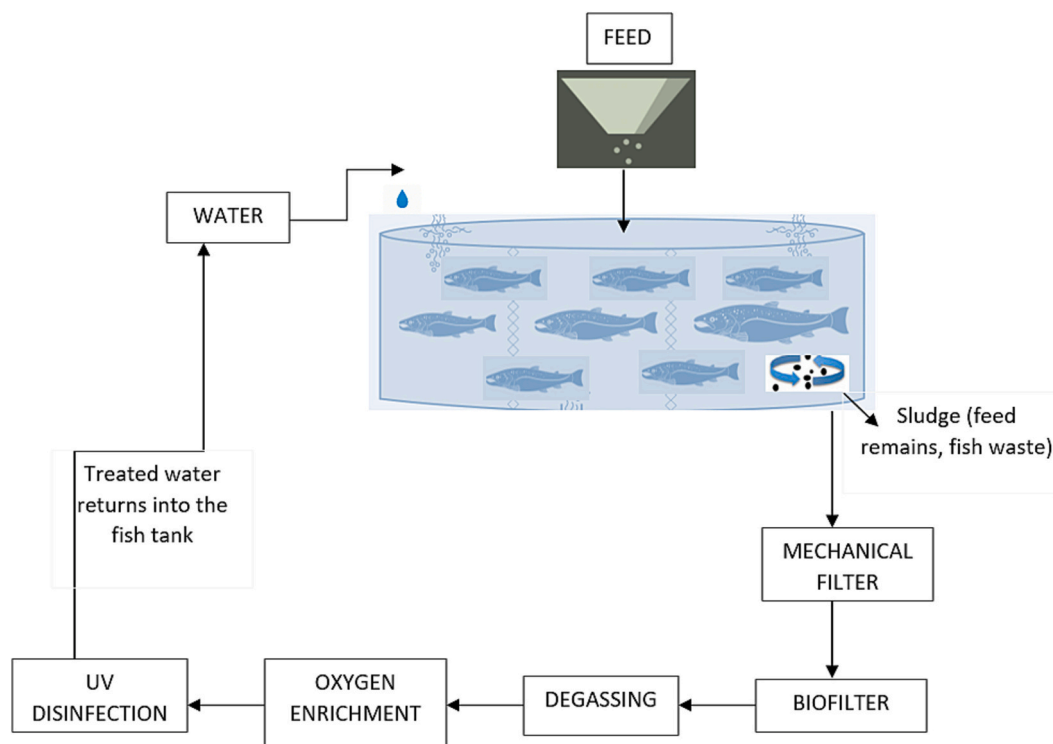 FEED
WATER
Sludge (feed
remains, fish waste)
Treated water
returns into the
fish tank
MECHANICAL
FILTER
UV
DISINFECTION
OXYGEN
ENRICHMENT
DEGASSING
BIOFILTER